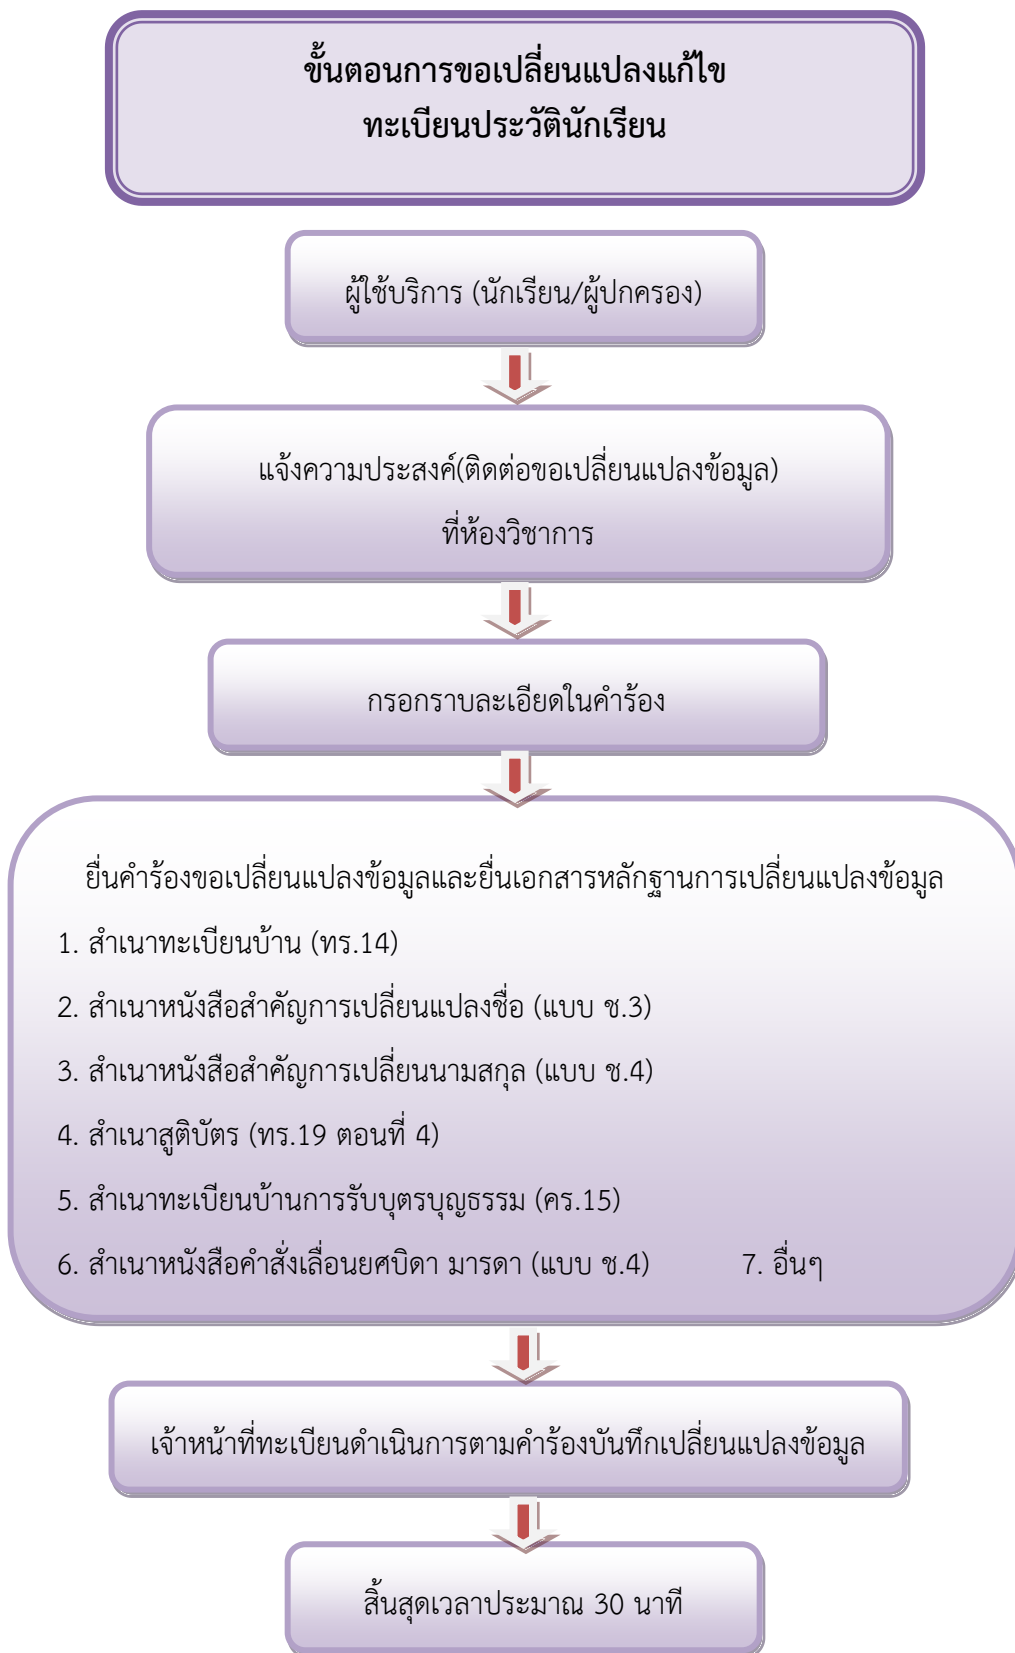 ขั้นตอนการขอเปลี่ยนแปลงแก้ไข
ทะเบียนประวัตินักเรียน
ผู้ใช้บริการ (นักเรียน/ผู้ปกครอง)
แจ้งความประสงค์(ติดต่อขอเปลี่ยนแปลงข้อมูล)
ที่ห้องวิชาการ
กรอกราบละเอียดในคำร้อง
ยื่นคำร้องขอเปลี่ยนแปลงข้อมูลและยื่นเอกสารหลักฐานการเปลี่ยนแปลงข้อมูล
1. สำเนาทะเบียนบ้าน (ทร.14)
2. สำเนาหนังสือสำคัญการเปลี่ยนแปลงชื่อ (แบบ ช.3)
3. สำเนาหนังสือสำคัญการเปลี่ยนนามสกุล (แบบ ช.4)
4. สำเนาสูติบัตร (ทร.19 ตอนที่ 4)
5. สำเนาทะเบียนบ้านการรับบุตรบุญธรรม (คร.15)
6. สำเนาหนังสือคำสั่งเลื่อนยศบิดา มารดา (แบบ ช.4) 7. อื่นๆ
เจ้าหน้าที่ทะเบียนดำเนินการตามคำร้องบันทึกเปลี่ยนแปลงข้อมูล
สิ้นสุดเวลาประมาณ 30 นาที